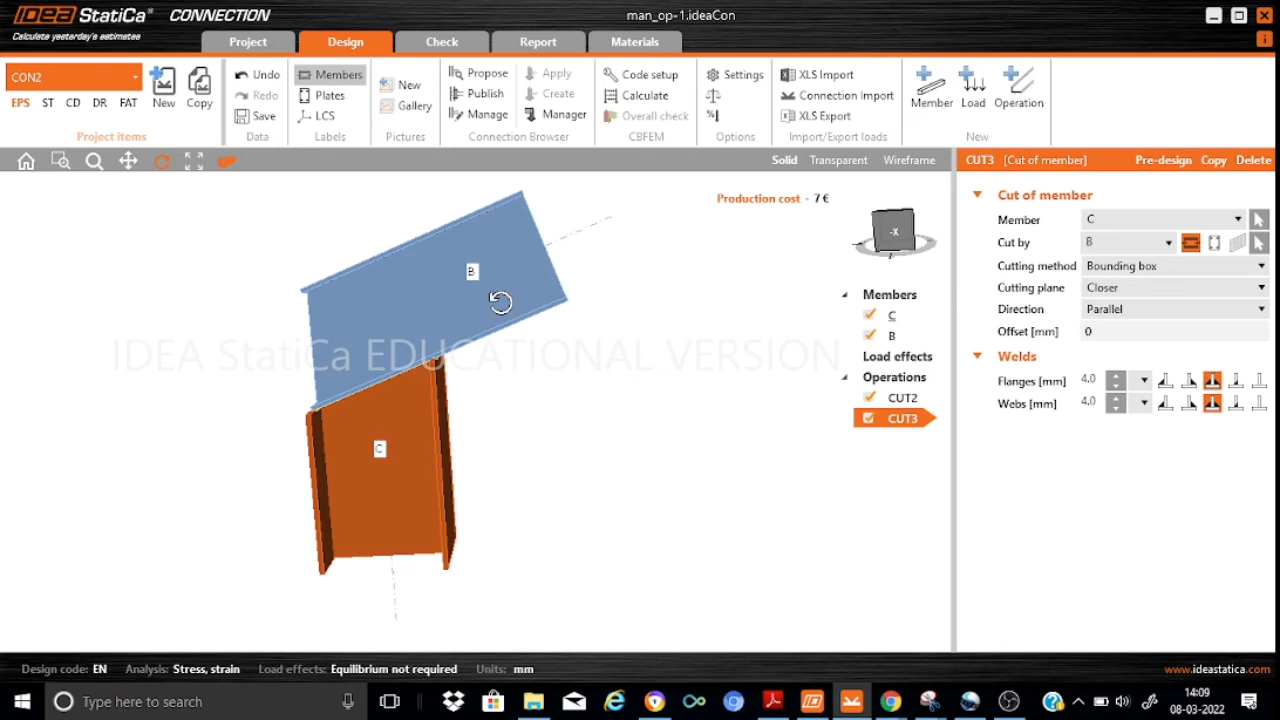 IDEA StatiCa® CONNECTION
Calculate yesterday's estimates
man_op-1.ideaCon
Project Design Check Report Materials
CON2
EPS ST CD DR FAT
New Copy
Project items
Undo
Redo
Save
Data
Members
Plates
LCS
Labels
New
Gallery
Pictures
Propose
Publish
Manage
Apply
Create
Manager
Connection Browser
Code setup
Calculate
Overall check
CBFEM
Settings
Options
XLS Import
Connection Import
XLS Export
Import/Export loads
Member Load Operation
New
Solid Transparent Wireframe
Production cost - 7 €
-X
B
C
IDEA StatiCa EDUCATIONAL VERSION
Members
C
B
Load effects
Operations
CUT2
CUT3
CUT3 [Cut of member] Pre-design Copy Delete
Cut of member
Member C
Cut by B
Cutting method Bounding box
Cutting plane Closer
Direction Parallel
Offset [mm] 0
Welds
Flanges [mm] 4.0
Webs [mm] 4.0
Design code: EN Analysis: Stress, strain Load effects: Equilibrium not required Units: mm
www.ideastatica.com
Type here to search
14:09
08-03-2022